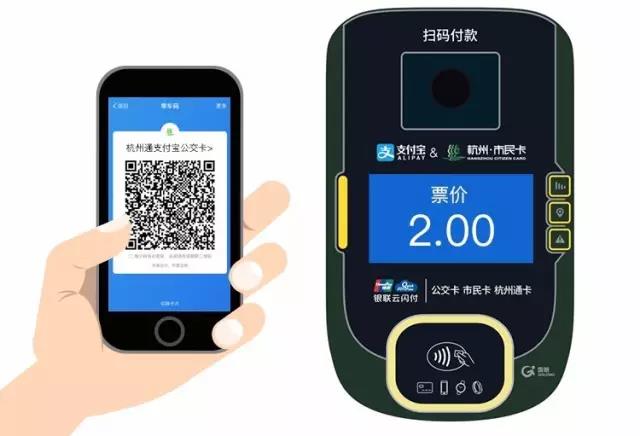 乘车码
更多
杭州通支付宝公交卡>
扫码付款
支付宝
ALIPAY
&
杭州·市民卡
HANGZHOU CITIZEN CARD
票价
2.00
银联云闪付
公交卡 市民卡 杭州通卡